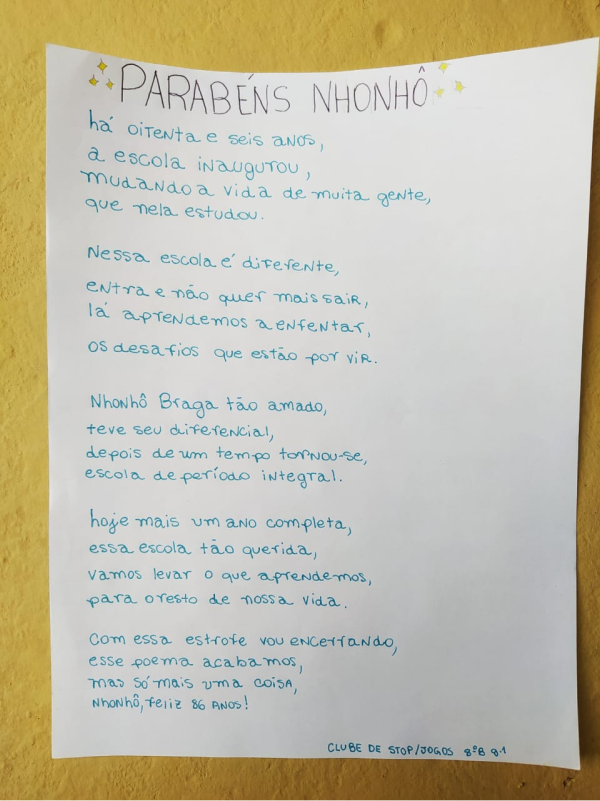 PARABÉNS NHONHÔ
há oitenta e seis anos,
a escola inaugurou,
mudando a vida de muita gente,
que nela estudou.
Nessa escola é diferente,
entra e não quer mais sair,
lá aprendemos a enfentar,
os desafios que estão por vir.
Nhonhô Braga tão amado,
teve seu diferencial,
depois de um tempo tornou-se,
escola de período integral.
hoje mais um ano completa,
essa escola tão querida,
vamos levar o que aprendemos,
para o resto de nossa vida.
Com essa estrofe vou encerrando,
esse poema acabamos,
mas só mais uma coisa,
Nhonhô, feliz 86 anos!
CLUBE DE STOP/JOGOS 8ºB 9.1